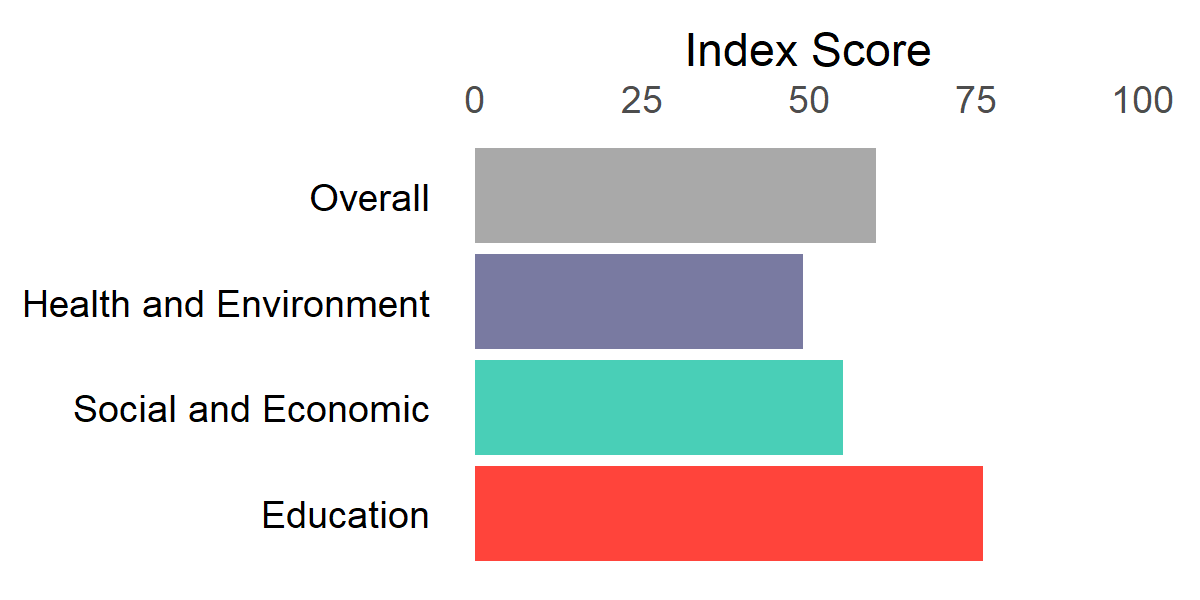 Index Score
0 25 50 75 100
Overall
Health and Environment
Social and Economic
Education